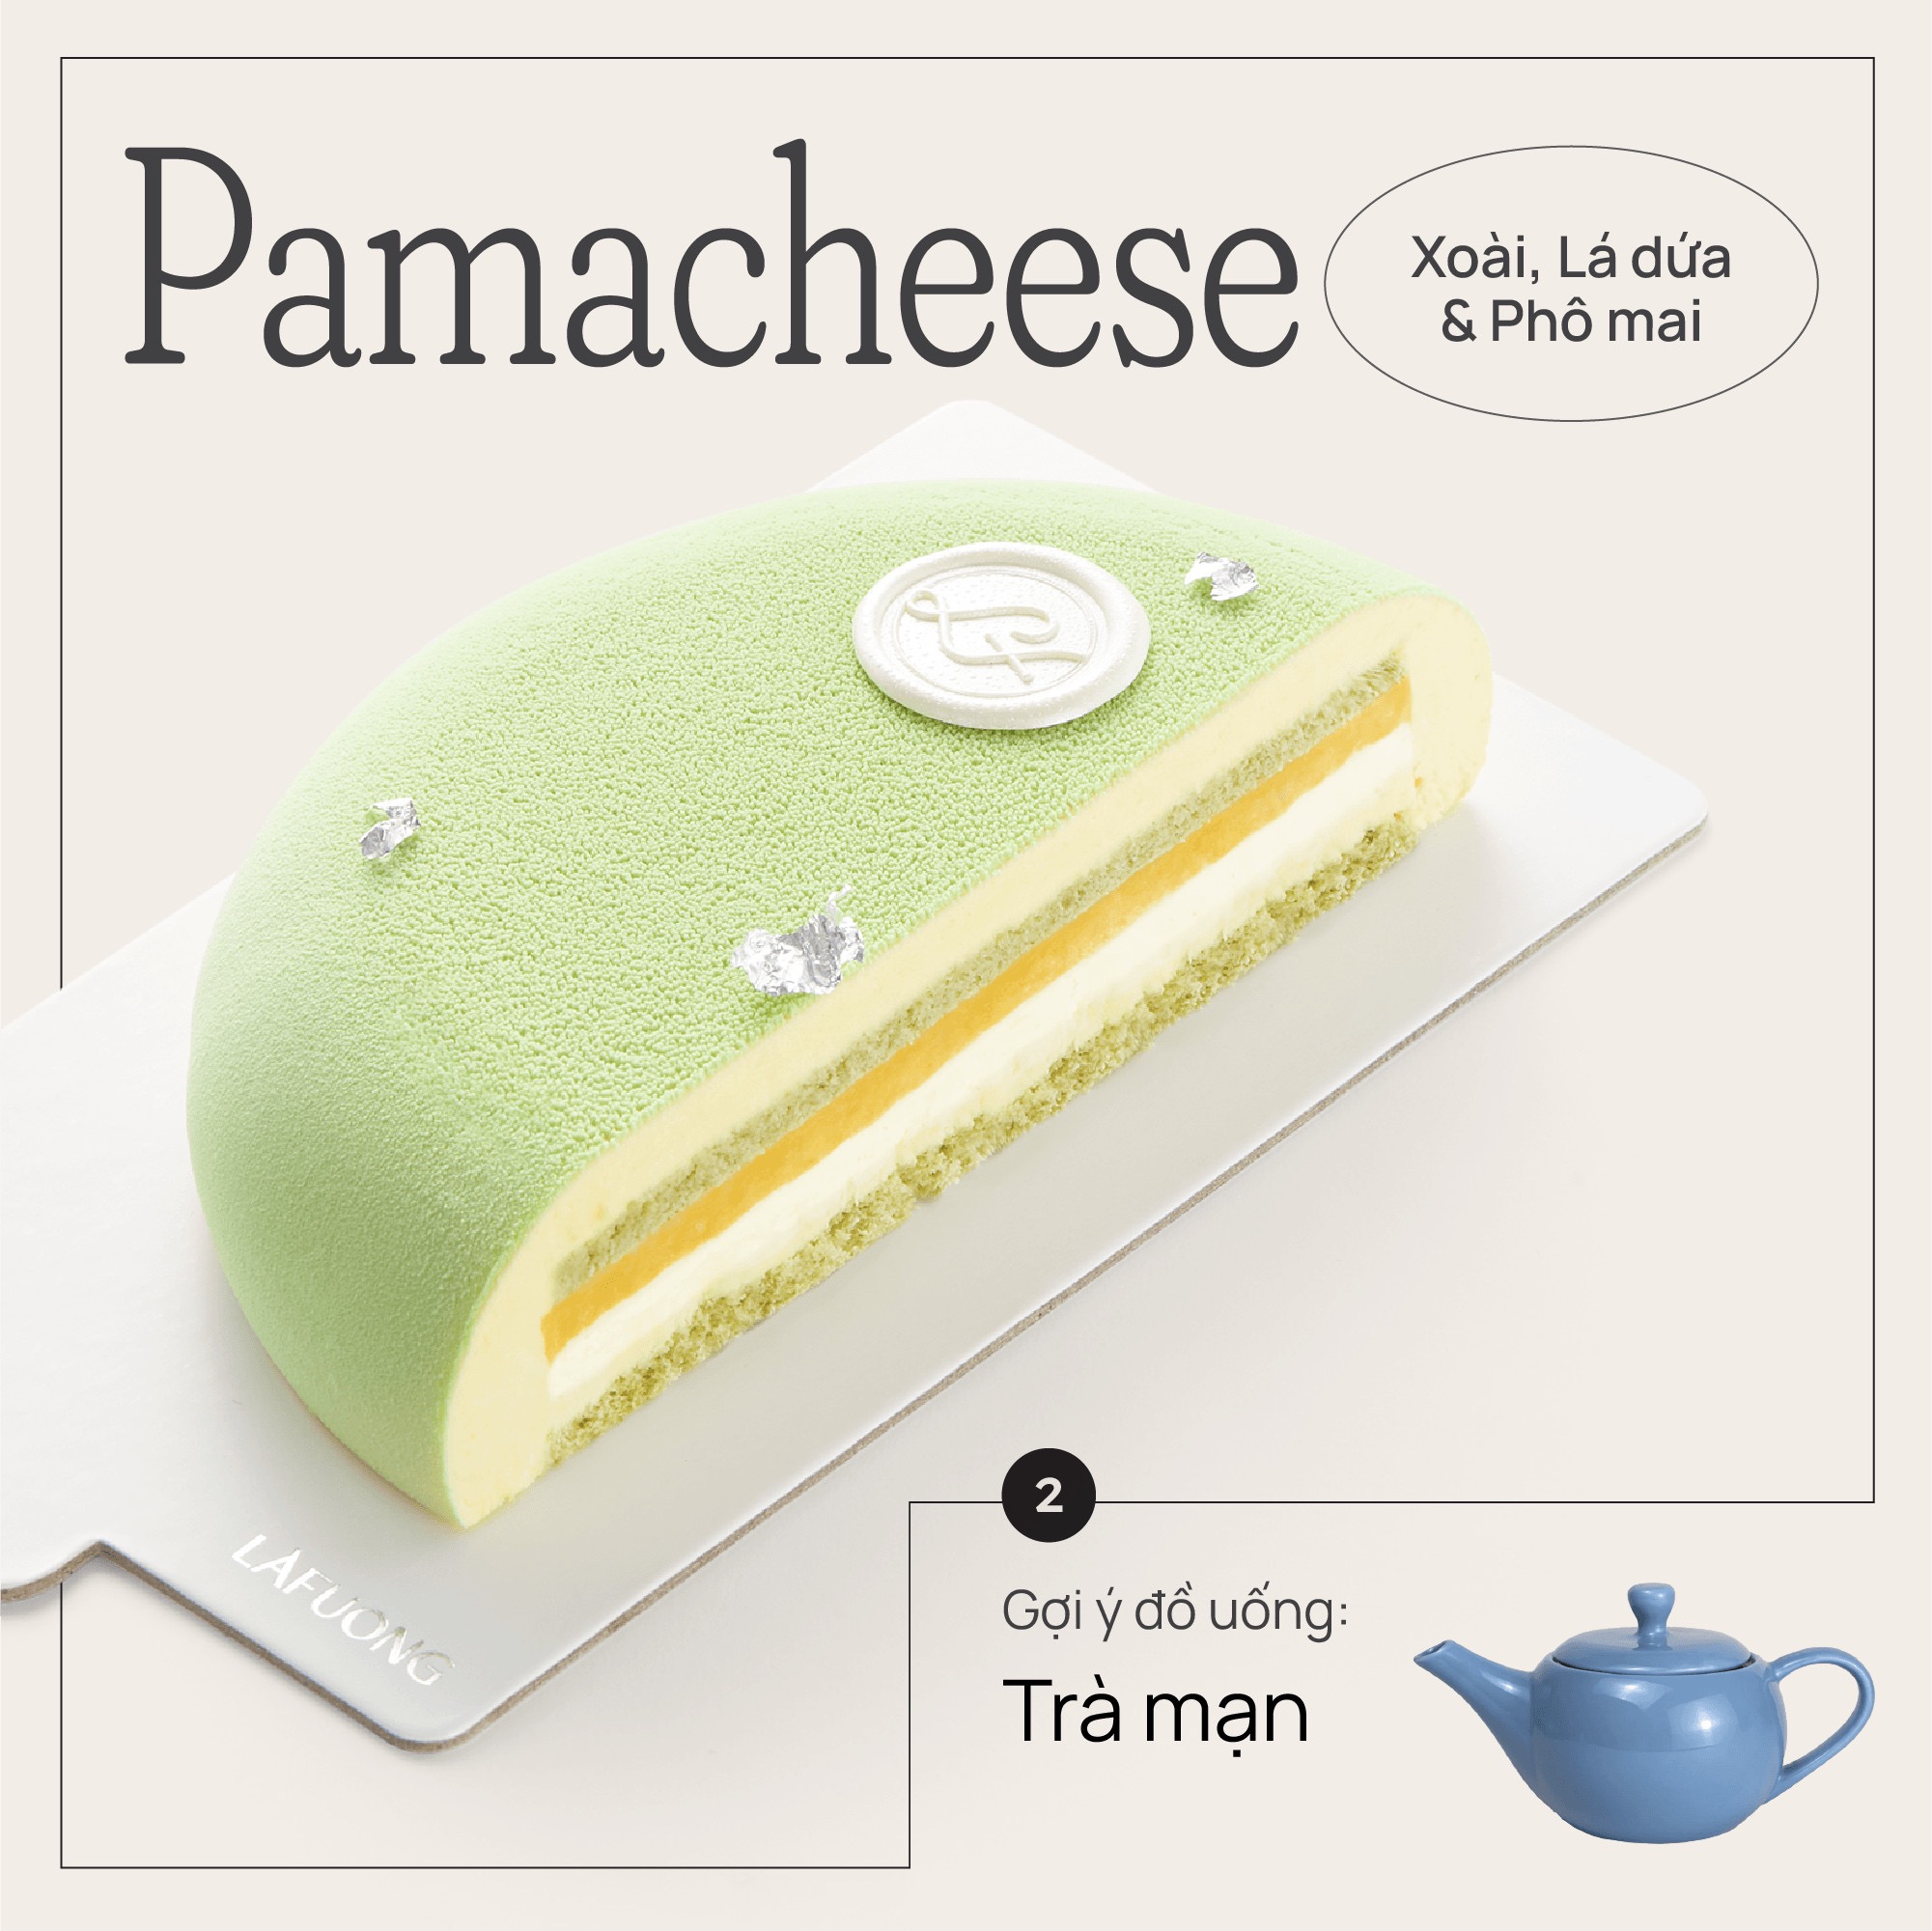 Pamacheese
Xoài, Lá dứa
& Phô mai
LAFUONG
2
Gợi ý đồ uống:
Trà mạn